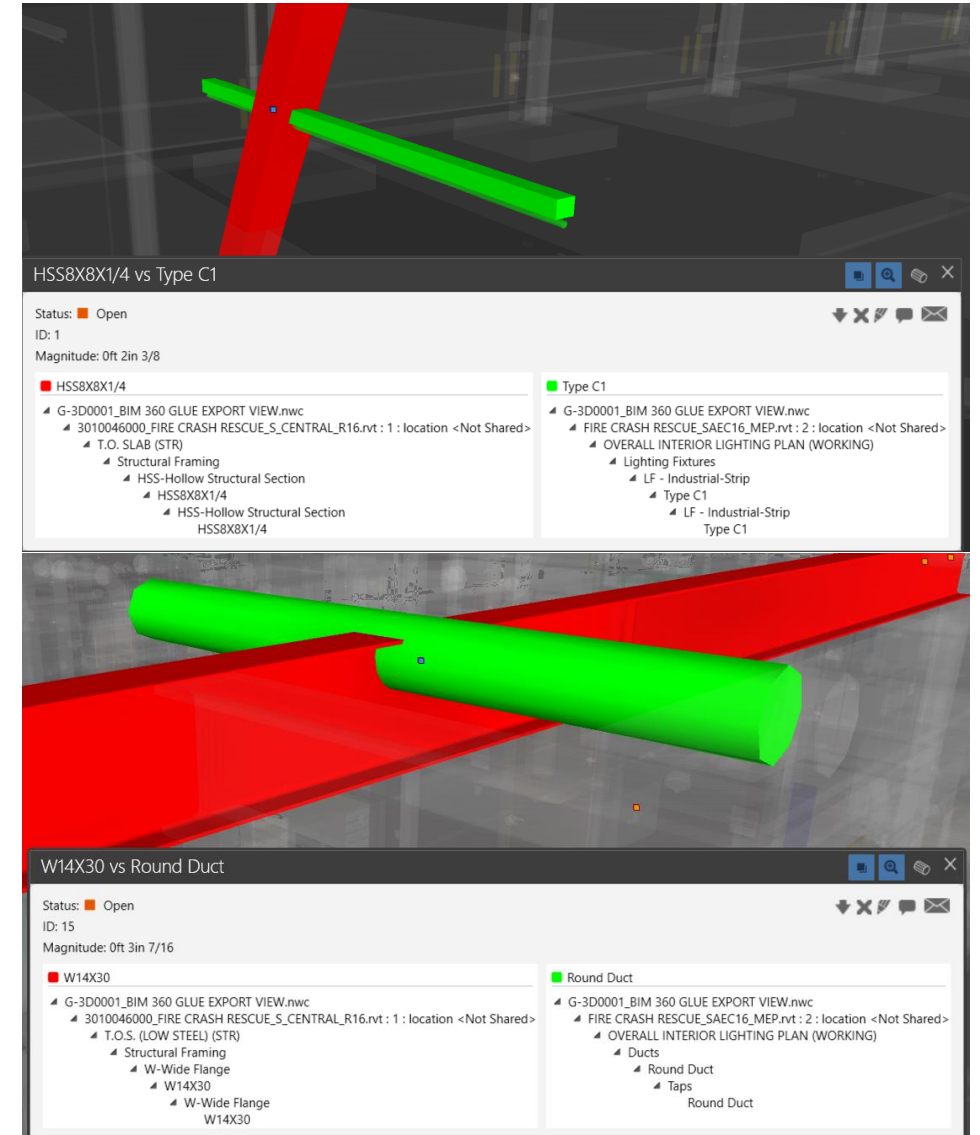 HSS8X8X1/4 vs Type C1
Status: Open
ID: 1
Magnitude: 0ft 2in 3/8
HSS8X8X1/4
G-3D0001_BIM 360 GLUE EXPORT VIEW.nwc
3010046000_FIRE CRASH RESCUE_S_CENTRAL_R16.rvt : 1 : location <Not Shared>
T.O. SLAB (STR)
Structural Framing
HSS-Hollow Structural Section
HSS8X8X1/4
HSS-Hollow Structural Section
HSS8X8X1/4
Type C1
G-3D0001_BIM 360 GLUE EXPORT VIEW.nwc
FIRE CRASH RESCUE_SAEC16_MEP.rvt : 2 : location <Not Shared>
OVERALL INTERIOR LIGHTING PLAN (WORKING)
Lighting Fixtures
LF - Industrial-Strip
Type C1
LF - Industrial-Strip
Type C1
W14X30 vs Round Duct
Status: Open
ID: 15
Magnitude: 0ft 3in 7/16
W14X30
G-3D0001_BIM 360 GLUE EXPORT VIEW.nwc
3010046000_FIRE CRASH RESCUE_S_CENTRAL_R16.rvt : 1 : location <Not Shared>
T.O.S. (LOW STEEL) (STR)
Structural Framing
W-Wide Flange
W14X30
W-Wide Flange
W14X30
Round Duct
G-3D0001_BIM 360 GLUE EXPORT VIEW.nwc
FIRE CRASH RESCUE_SAEC16_MEP.rvt : 2 : location <Not Shared>
OVERALL INTERIOR LIGHTING PLAN (WORKING)
Ducts
Round Duct
Taps
Round Duct